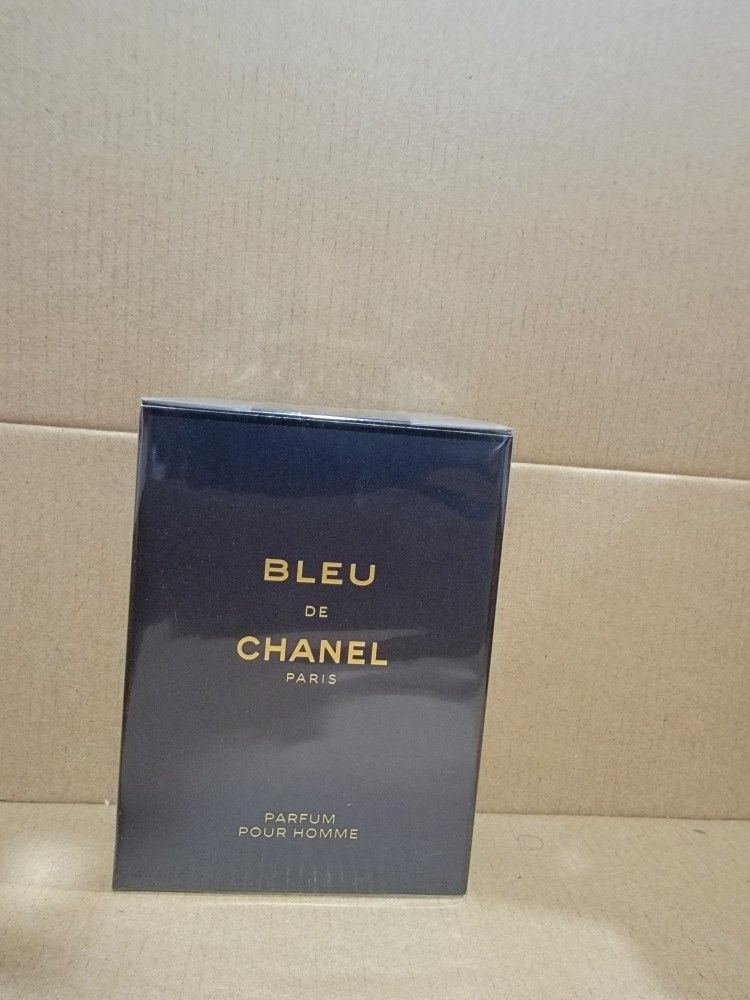 BLEU
DE
CHANEL
PARIS
PARFUM
POUR HOMME